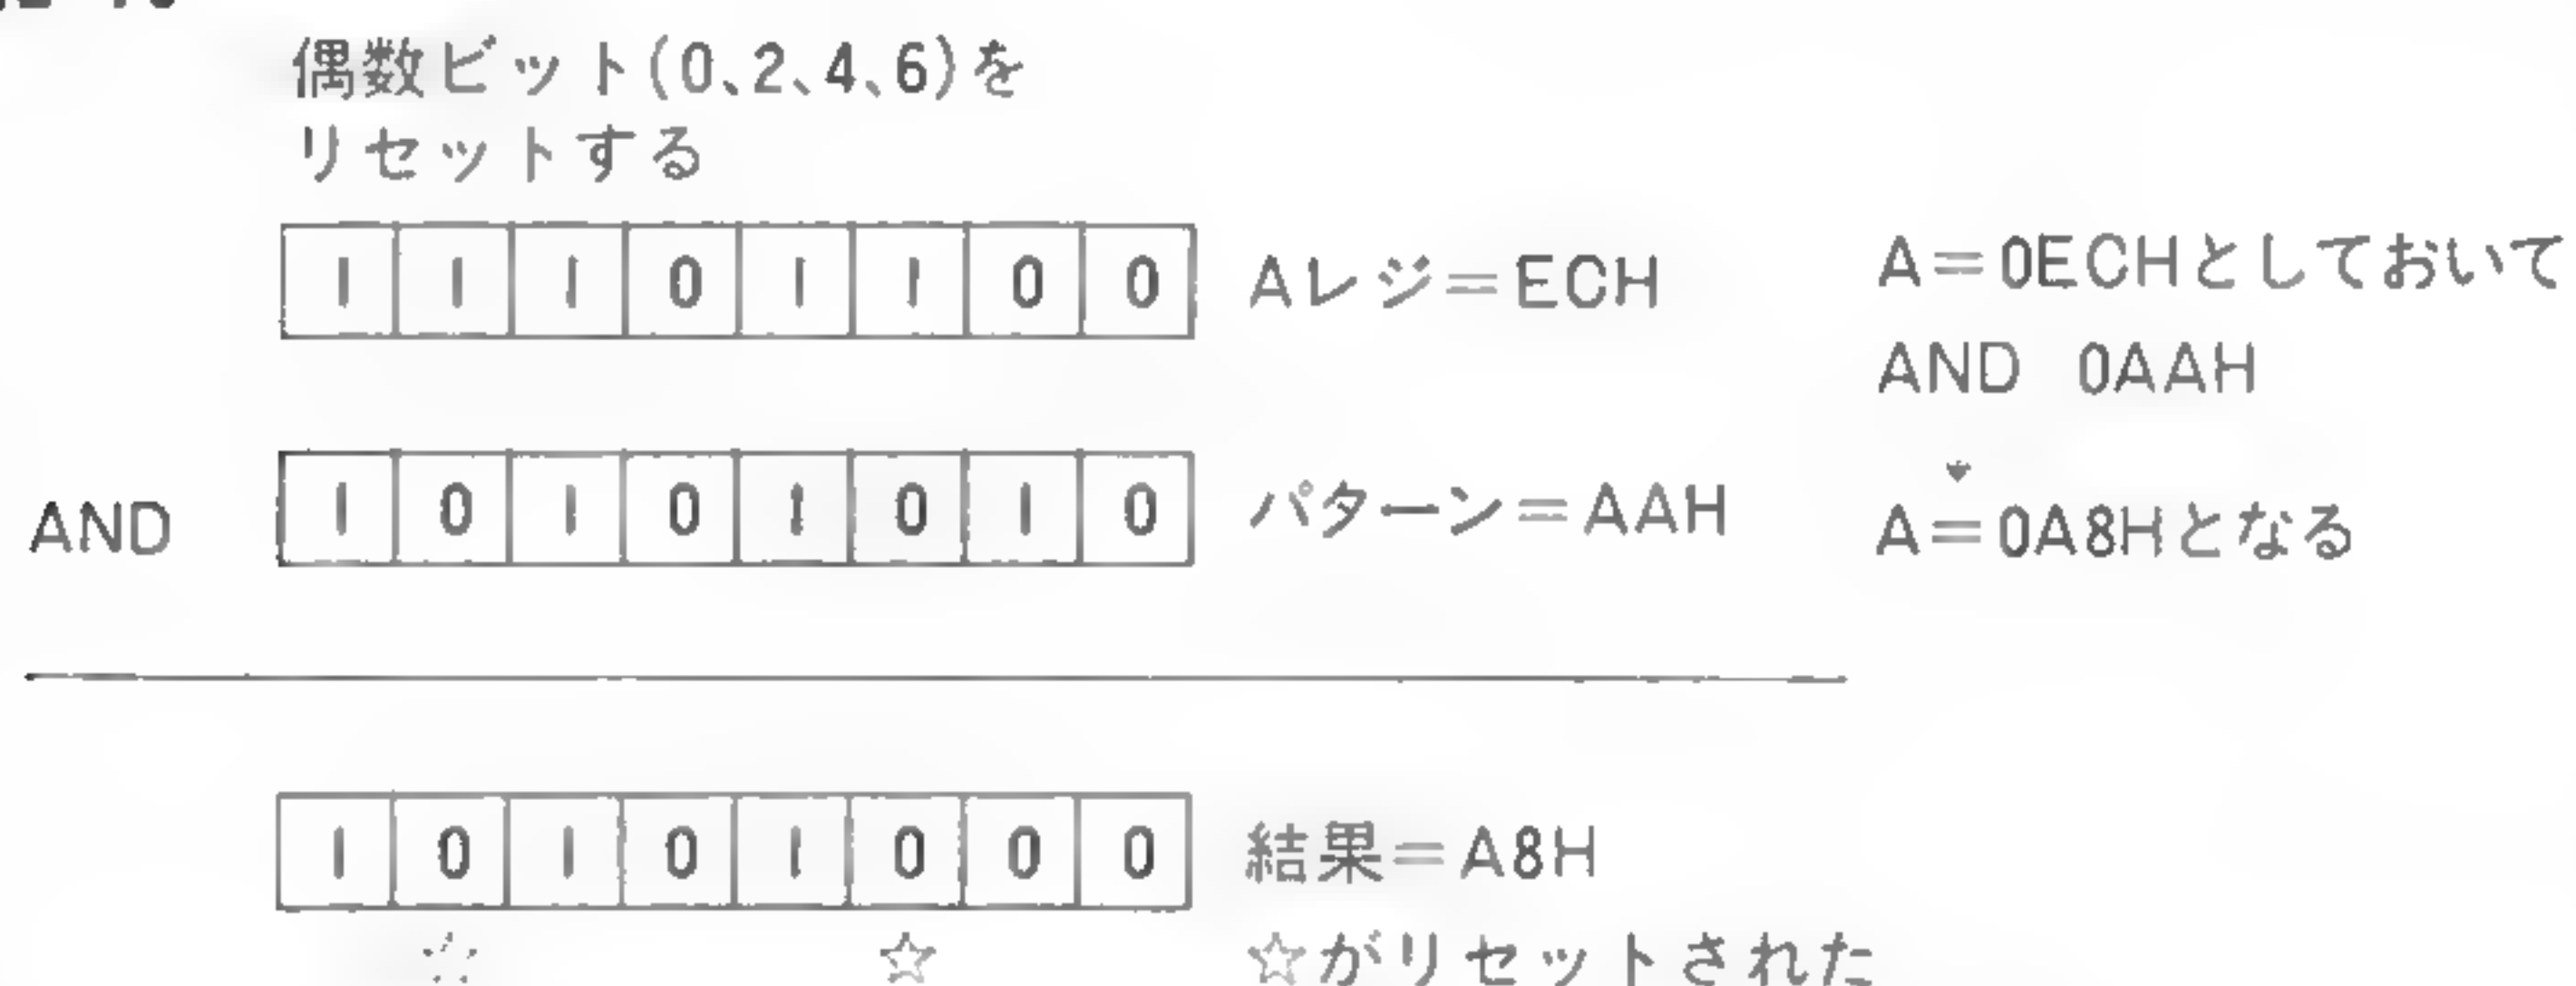 偶数ビット(0、2、4、6)を
リセットする
1 1 1 0 1 1 0 0 Aレジ=ECH
A=0ECHとしておいて
AND 0AAH
AND 1 0 1 0 1 0 1 0 パターン=AAH
A=0A8Hとなる
1 0 1 0 1 0 0 0 結果=A8H
☆ ☆ ☆がリセットされた